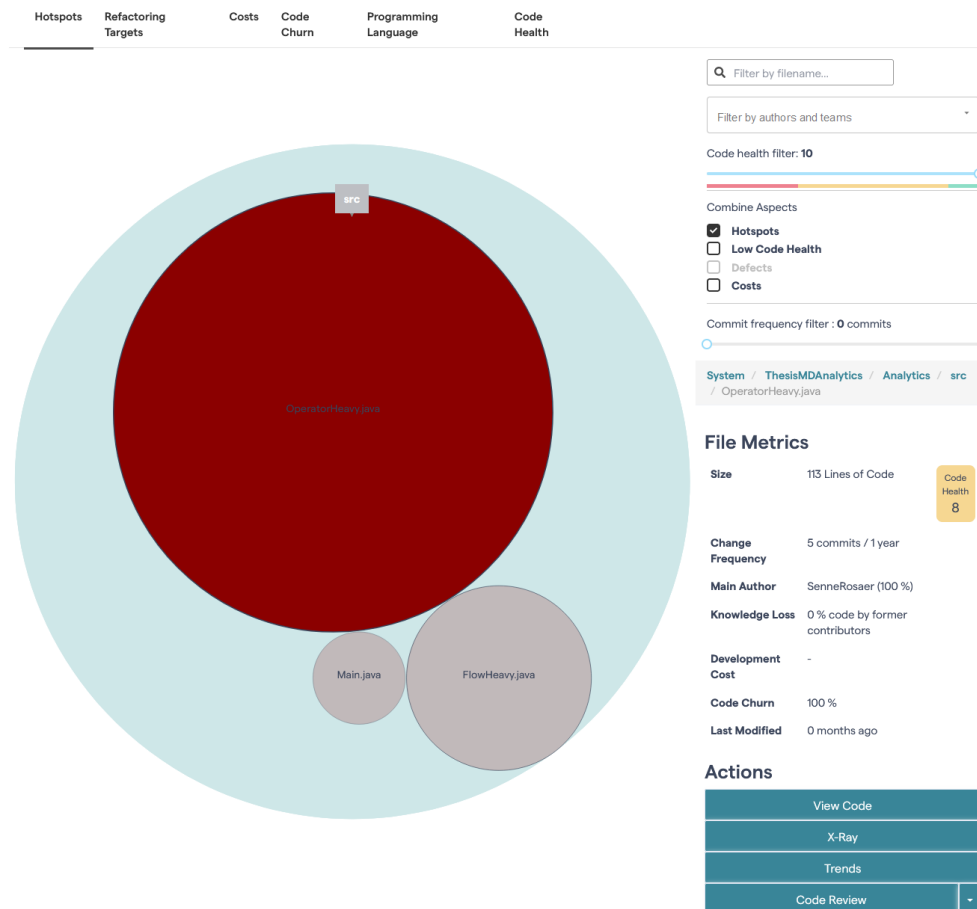 Hotspots
Refactoring
Targets
Costs
Code
Churn
Programming
Language
Code
Health
Filter by filename...
Filter by authors and teams
Code health filter: 10
Combine Aspects
Hotspots
Low Code Health
Defects
Costs
Commit frequency filter : 0 commits
System / ThesisMDAnalytics / Analytics / src
/ OperatorHeavy.java
File Metrics
Size 113 Lines of Code
Code
Health
8
Change
Frequency
5 commits / 1 year
Main Author SenneRosaer (100 %)
Knowledge Loss 0 % code by former
contributors
Development
Cost
-
Code Churn 100 %
Last Modified 0 months ago
Actions
View Code
X-Ray
Trends
Code Review
src
OperatorHeavy.java
Main.java
FlowHeavy.java